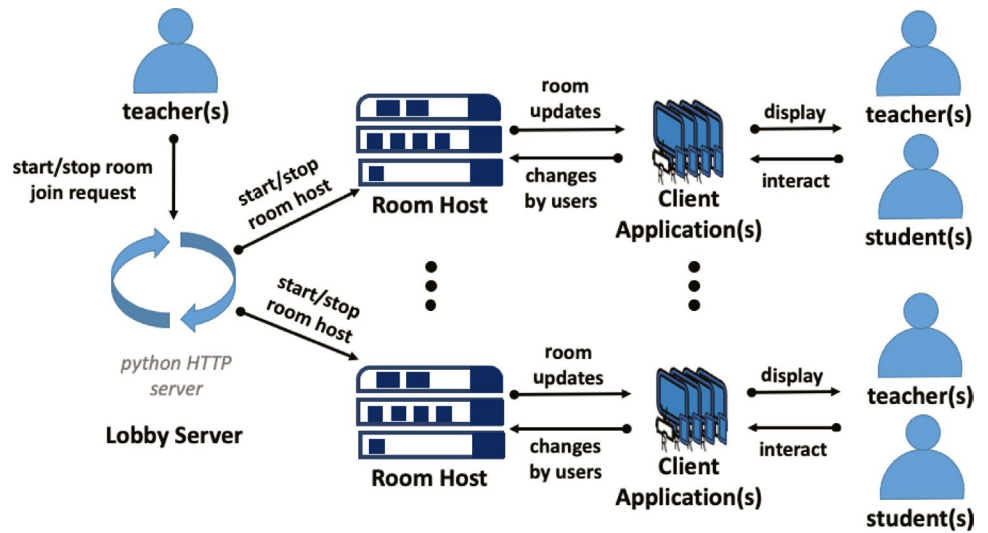 teacher(s)
start/stop room
join request
start/stop
room host
start/stop
room host
python HTTP
server
Lobby Server
Room Host
room
updates
changes
by users
Client
Application(s)
display
interact
teacher(s)
student(s)
Room Host
room
updates
changes
by users
Client
Application(s)
display
interact
teacher(s)
student(s)